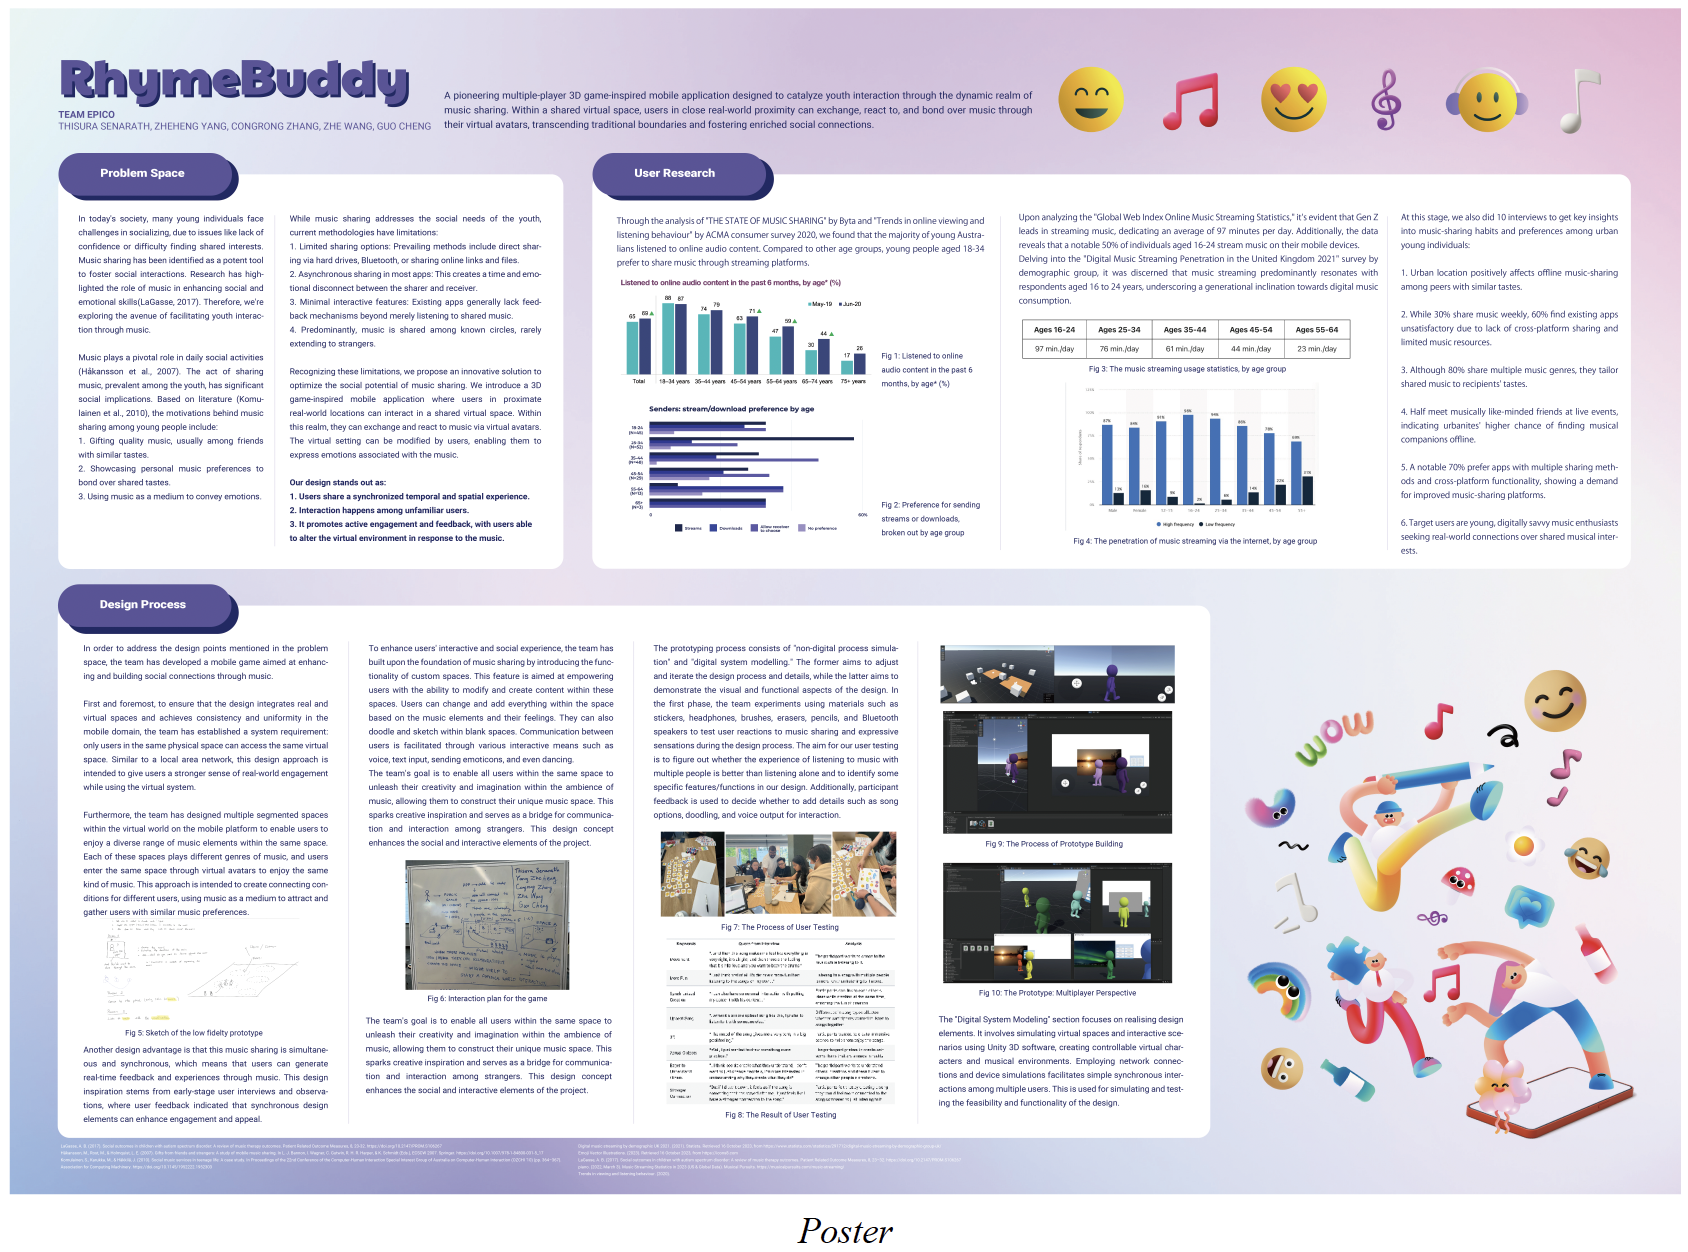 RhymeBuddy
TEAM EPICO
THISURA SENARATH, ZHEHENG YANG, CONGRONG ZHANG, ZHE WANG, GUO CHENG
A pioneering multiple-player 3D game-inspired mobile application designed to catalyze youth interaction through the dynamic realm of
music sharing. Within a shared virtual space, users in close real-world proximity can exchange, react to, and bond over music through
their virtual avatars, transcending traditional boundaries and fostering enriched social connections.
Problem Space
In today's society, many young individuals face
challenges in socializing, due to issues like lack of
confidence or difficulty finding shared interests.
Music sharing has been identified as a potent tool
to foster social interactions. Research has high-
lighted the role of music in enhancing social and
emotional skills(LaGasse, 2017). Therefore, we're
exploring the avenue of facilitating youth interac-
tion through music.
Music plays a pivotal role in daily social activities
(Håkansson et al., 2007). The act of sharing
music, prevalent among the youth, has significant
social implications. Based on literature (Komu-
lainen et al., 2010), the motivations behind music
sharing among young people include:
1. Gifting quality music, usually among friends
with similar tastes.
2. Showcasing personal music preferences to
bond over shared tastes.
3. Using music as a medium to convey emotions.
While music sharing addresses the social needs of the youth,
current methodologies have limitations:
1. Limited sharing options: Prevailing methods include direct shar-
ing via hard drives, Bluetooth, or sharing online links and files.
2. Asynchronous sharing in most apps: This creates a time and emo-
tional disconnect between the sharer and receiver.
3. Minimal interactive features: Existing apps generally lack feed-
back mechanisms beyond merely listening to shared music.
4. Predominantly, music is shared among known circles, rarely
extending to strangers.
Recognizing these limitations, we propose an innovative solution to
optimize the social potential of music sharing. We introduce a 3D
game-inspired mobile application where users in proximate
real-world locations can interact in a shared virtual space. Within
this realm, they can exchange and react to music via virtual avatars.
The virtual setting can be modified by users, enabling them to
express emotions associated with the music.
Our design stands out as:
1. Users share a synchronized temporal and spatial experience.
2. Interaction happens among unfamiliar users.
3. It promotes active engagement and feedback, with users able
to alter the virtual environment in response to the music.
User Research
Through the analysis of "THE STATE OF MUSIC SHARING" by Byta and "Trends in online viewing and
listening behaviour" by ACMA consumer survey 2020, we found that the majority of young Austra-
lians listened to online audio content. Compared to other age groups, young people aged 18-34
prefer to share music through streaming platforms.
Listened to online audio content in the past 6 months, by age* (%)
May-19 Jun-20
65 69 88 87 74 79 63 71 47 59 30 44 17 26
Total 18–34 years 35–44 years 45–54 years 55–64 years 65–74 years 75+ years
Fig 1: Listened to online
audio content in the past 6
months, by age* (%)
Senders: stream/download preference by age
0 60%
Streams Downloads Allow receiver to choose No preference
Fig 2: Preference for sending
streams or downloads,
broken out by age group
Upon analyzing the "Global Web Index Online Music Streaming Statistics," it's evident that Gen Z
leads in streaming music, dedicating an average of 97 minutes per day. Additionally, the data
reveals that a notable 50% of individuals aged 16-24 stream music on their mobile devices.
Delving into the "Digital Music Streaming Penetration in the United Kingdom 2021" survey by
demographic group, it was discerned that music streaming predominantly resonates with
respondents aged 16 to 24 years, underscoring a generational inclination towards digital music
consumption.
Ages 16-24 Ages 25-34 Ages 35-44 Ages 45-54 Ages 55-64
97 min./day 76 min./day 61 min./day 44 min./day 23 min./day
Fig 3: The music streaming usage statistics, by age group
High frequency Low frequency
Fig 4: The penetration of music streaming via the internet, by age group
At this stage, we also did 10 interviews to get key insights
into music-sharing habits and preferences among urban
young individuals:
1. Urban location positively affects offline music-sharing
among peers with similar tastes.
2. While 30% share music weekly, 60% find existing apps
unsatisfactory due to lack of cross-platform sharing and
limited music resources.
3. Although 80% share multiple music genres, they tailor
shared music to recipients' tastes.
4. Half meet musically like-minded friends at live events,
indicating urbanites' higher chance of finding musical
companions offline.
5. A notable 70% prefer apps with multiple sharing meth-
ods and cross-platform functionality, showing a demand
for improved music-sharing platforms.
6. Target users are young, digitally savvy music enthusiasts
seeking real-world connections over shared musical inter-
ests.
Design Process
In order to address the design points mentioned in the problem
space, the team has developed a mobile game aimed at enhanc-
ing and building social connections through music.
First and foremost, to ensure that the design integrates real and
virtual spaces and achieves consistency and uniformity in the
mobile domain, the team has established a system requirement:
only users in the same physical space can access the same virtual
space. Similar to a local area network, this design approach is
intended to give users a stronger sense of real-world engagement
while using the virtual system.
Furthermore, the team has designed multiple segmented spaces
within the virtual world on the mobile platform to enable users to
enjoy a diverse range of music elements within the same space.
Each of these spaces plays different genres of music, and users
enter the same space through virtual avatars to enjoy the same
kind of music. This approach is intended to create connecting con-
ditions for different users, using music as a medium to attract and
gather users with similar music preferences.
Fig 5: Sketch of the low fidelity prototype
Another design advantage is that this music sharing is simultane-
ous and synchronous, which means that users can generate
real-time feedback and experiences through music. This design
inspiration stems from early-stage user interviews and observa-
tions, where user feedback indicated that synchronous design
elements can enhance engagement and appeal.
To enhance users' interactive and social experience, the team has
built upon the foundation of music sharing by introducing the func-
tionality of custom spaces. This feature is aimed at empowering
users with the ability to modify and create content within these
spaces. Users can change and add everything within the space
based on the music elements and their feelings. They can also
doodle and sketch within blank spaces. Communication between
users is facilitated through various interactive means such as
voice, text input, sending emoticons, and even dancing.
The team's goal is to enable all users within the same space to
unleash their creativity and imagination within the ambience of
music, allowing them to construct their unique music space. This
sparks creative inspiration and serves as a bridge for communica-
tion and interaction among strangers. This design concept
enhances the social and interactive elements of the project.
Fig 6: Interaction plan for the game
The team's goal is to enable all users within the same space to
unleash their creativity and imagination within the ambience of
music, allowing them to construct their unique music space. This
sparks creative inspiration and serves as a bridge for communica-
tion and interaction among strangers. This design concept
enhances the social and interactive elements of the project.
The prototyping process consists of "non-digital process simula-
tion" and "digital system modelling." The former aims to adjust
and iterate the design process and details, while the latter aims to
demonstrate the visual and functional aspects of the design. In
the first phase, the team experiments using materials such as
stickers, headphones, brushes, erasers, pencils, and Bluetooth
speakers to test user reactions to music sharing and expressive
sensations during the design process. The aim for our user testing
is to figure out whether the experience of listening to music with
multiple people is better than listening alone and to identify some
specific features/functions in our design. Additionally, participant
feedback is used to decide whether to add details such as song
options, doodling, and voice output for interaction.
Fig 7: The Process of User Testing
Fig 8: The Result of User Testing
Fig 9: The Process of Prototype Building
Fig 10: The Prototype: Multiplayer Perspective
The "Digital System Modeling" section focuses on realising design
elements. It involves simulating virtual spaces and interactive sce-
narios using Unity 3D software, creating controllable virtual char-
acters and musical environments. Employing network connec-
tions and device simulations facilitates simple synchronous inter-
actions among multiple users. This is used for simulating and test-
ing the feasibility and functionality of the design.
WOW
Poster